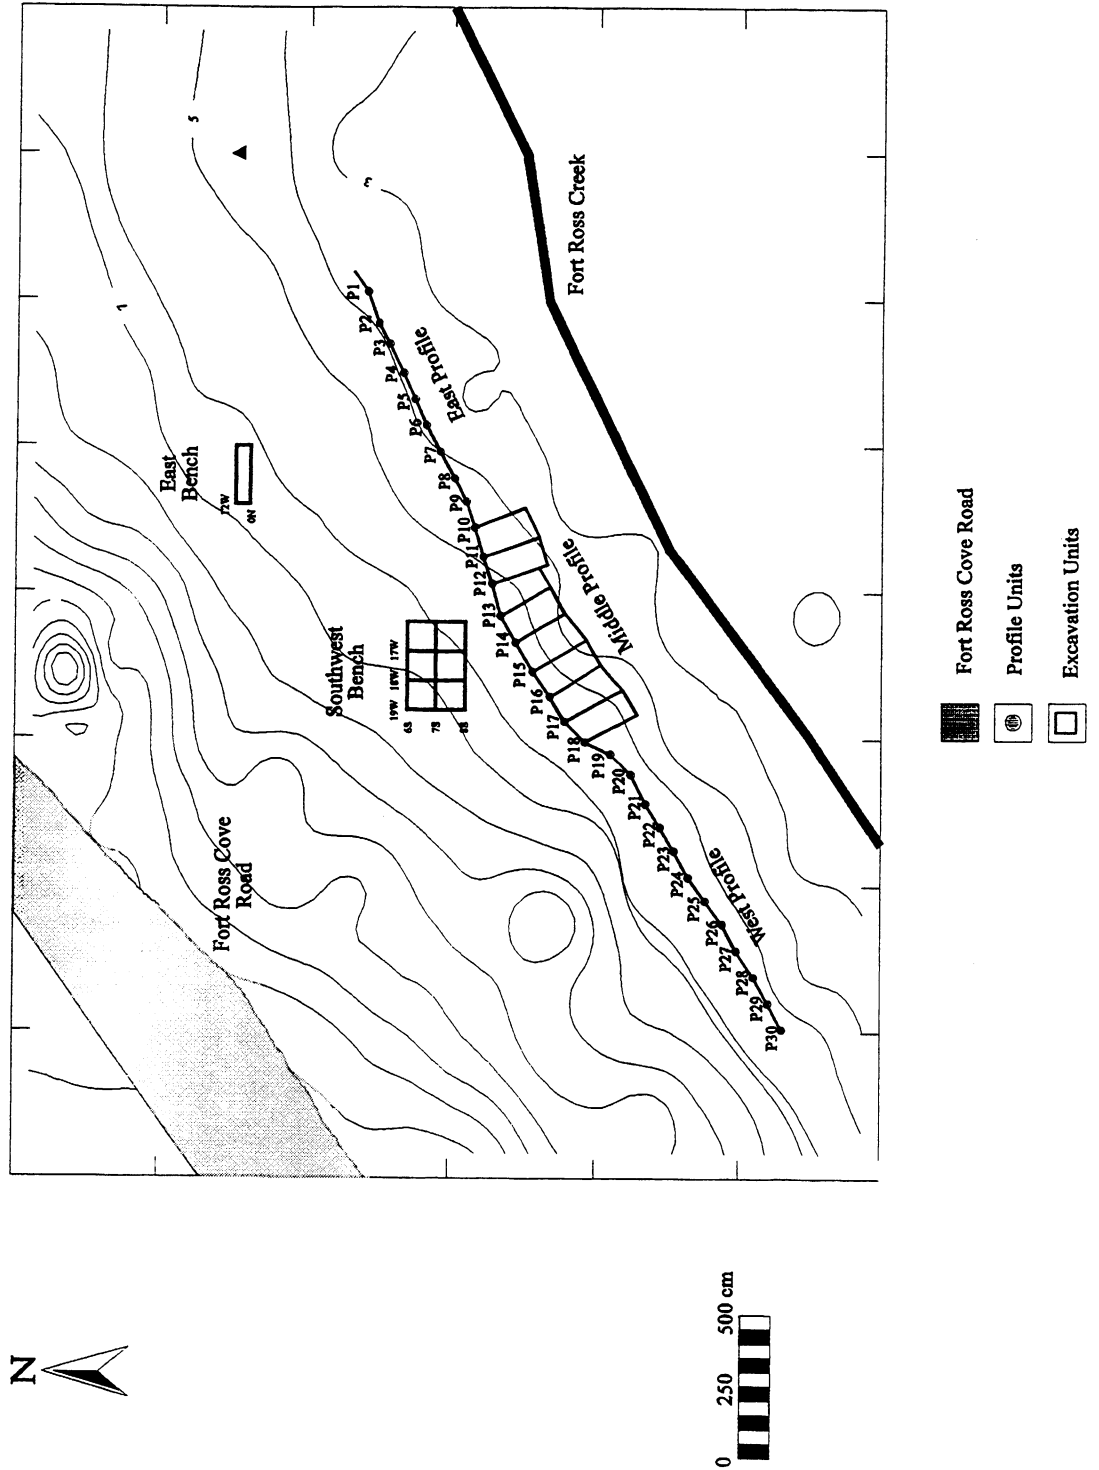 N
0 250 500 cm
Fort Ross Cove
Road
Southwest
Bench
19W 18W 17W
6S
7S
8S
East
Bench
12W
0N
7
5
3
P1
P2
P3
P4
P5
P6
P7
P8
P9
P10
P11
P12
P13
P14
P15
P16
P17
P18
P19
P20
P21
P22
P23
P24
P25
P26
P27
P28
P29
P30
East Profile
Middle Profile
West Profile
Fort Ross Creek
Fort Ross Cove Road
Profile Units
Excavation Units